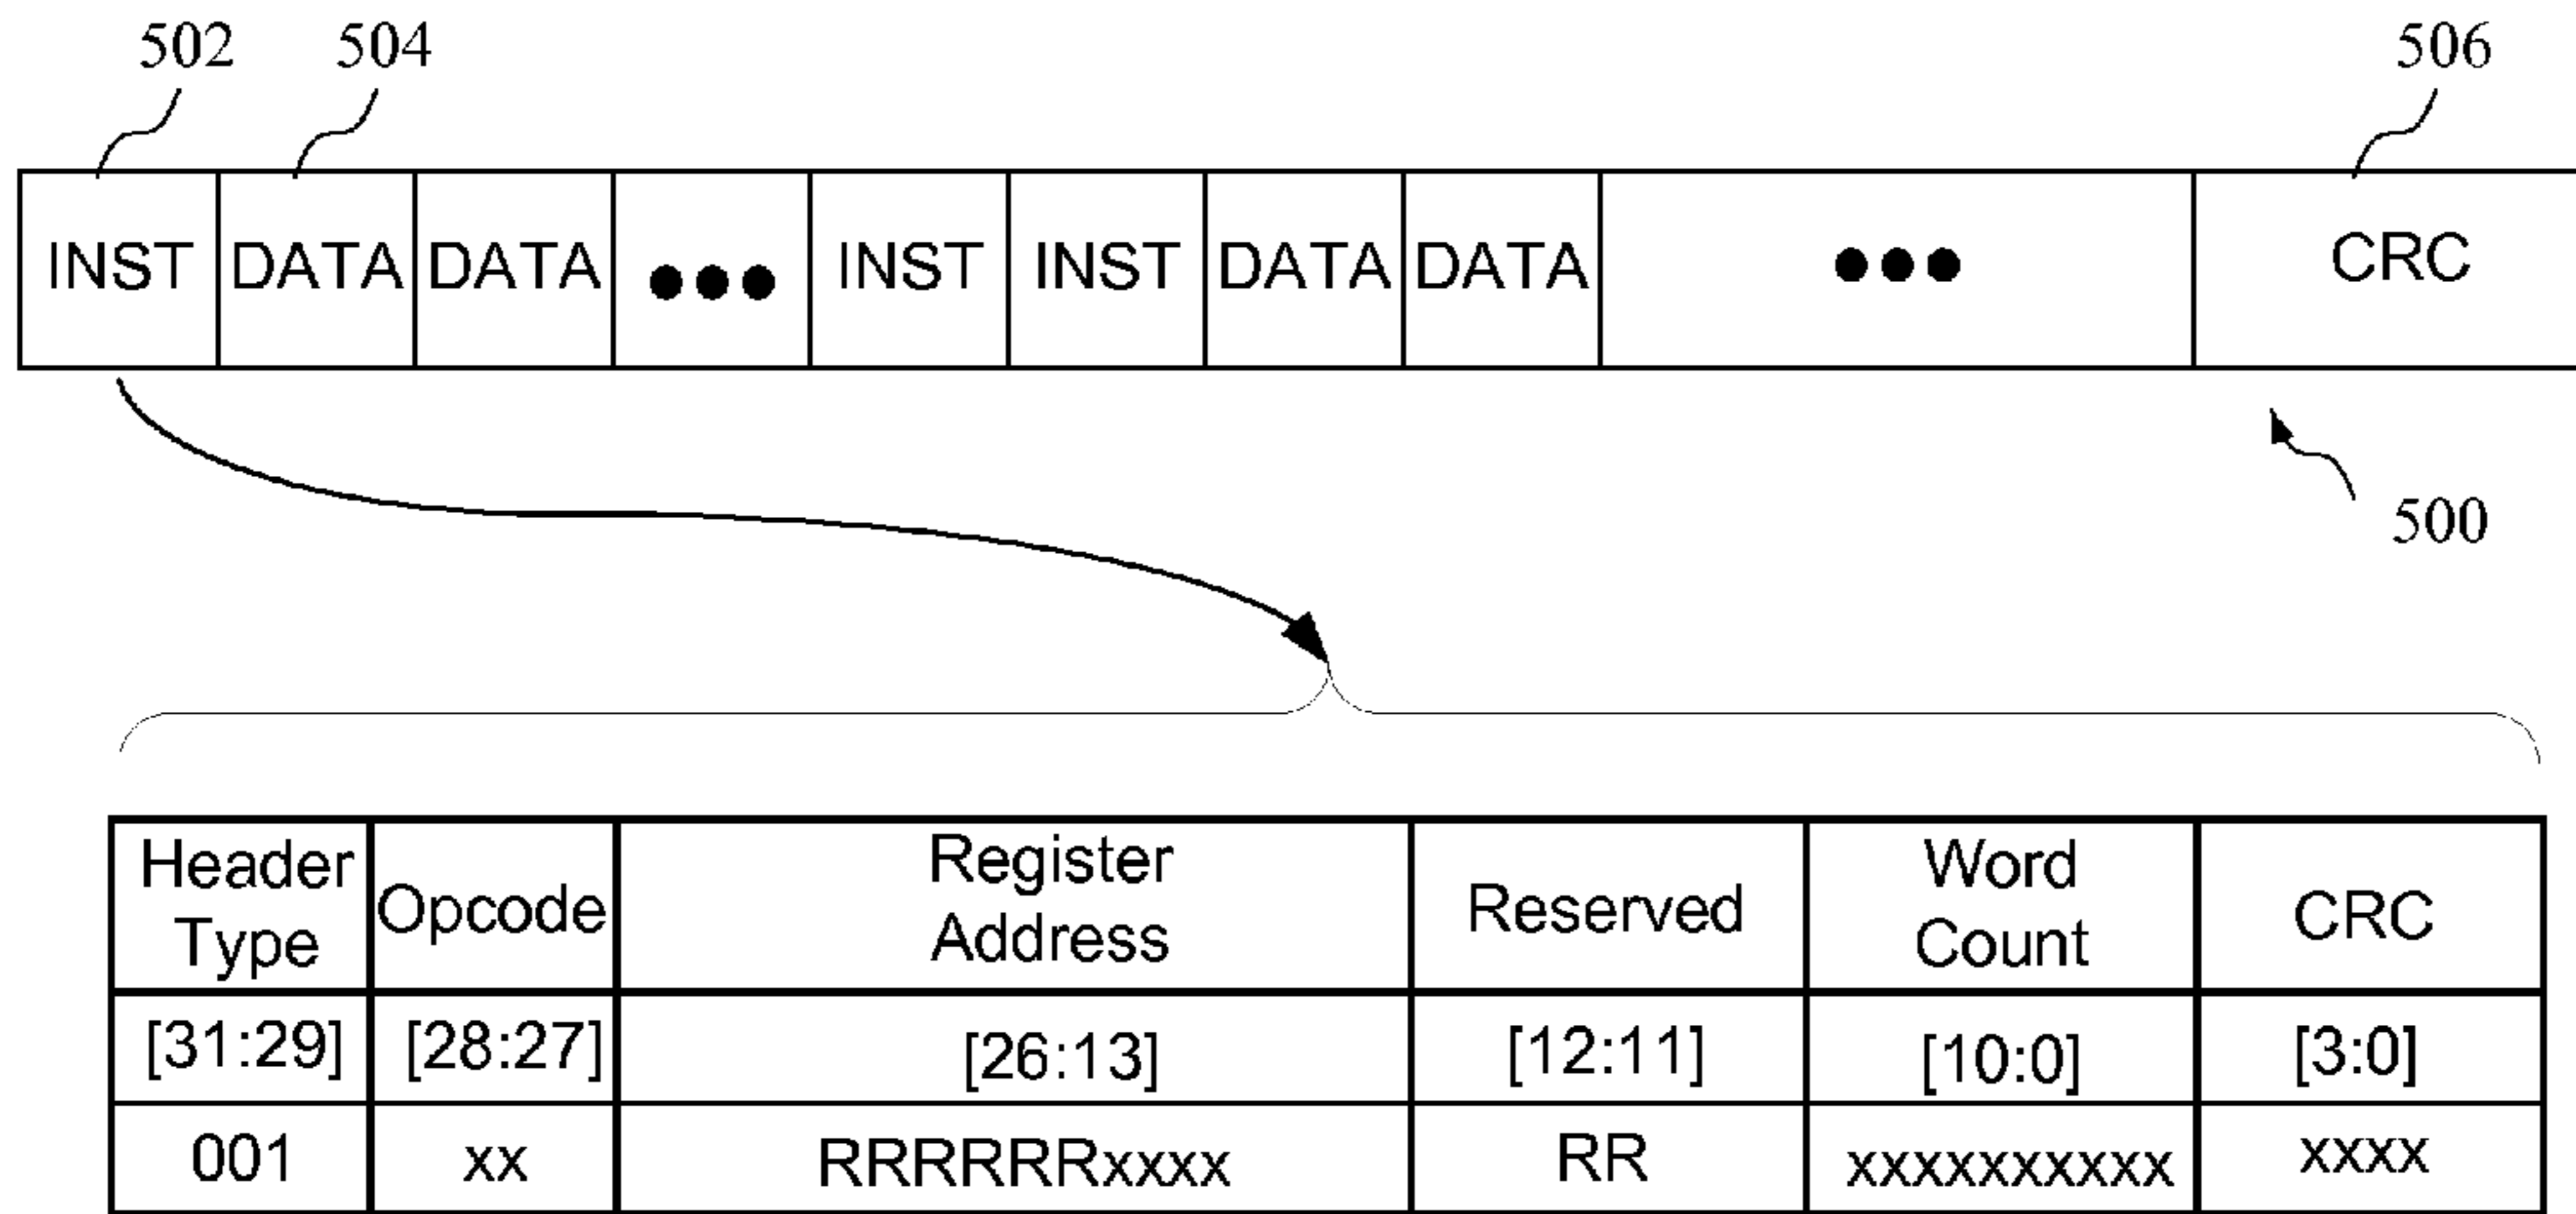 502 504 506
INST DATA DATA ●●● INST INST DATA DATA ●●● CRC
500
Header Type Opcode Register Address Reserved Word Count CRC
[31:29] [28:27] [26:13] [12:11] [10:0] [3:0]
001 xx RRRRRRxxxx RR xxxxxxxxxx xxxx